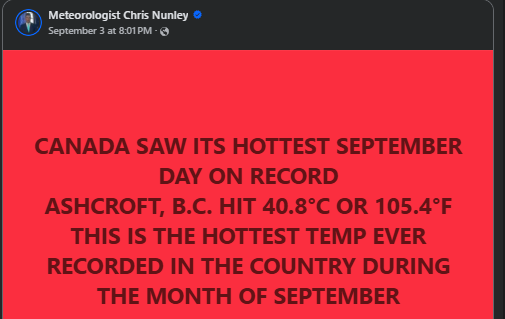 Meteorologist Chris Nunley
September 3 at 8:01 PM ·
CANADA SAW ITS HOTTEST SEPTEMBER
DAY ON RECORD
ASHCROFT, B.C. HIT 40.8°C OR 105.4°F
THIS IS THE HOTTEST TEMP EVER
RECORDED IN THE COUNTRY DURING
THE MONTH OF SEPTEMBER